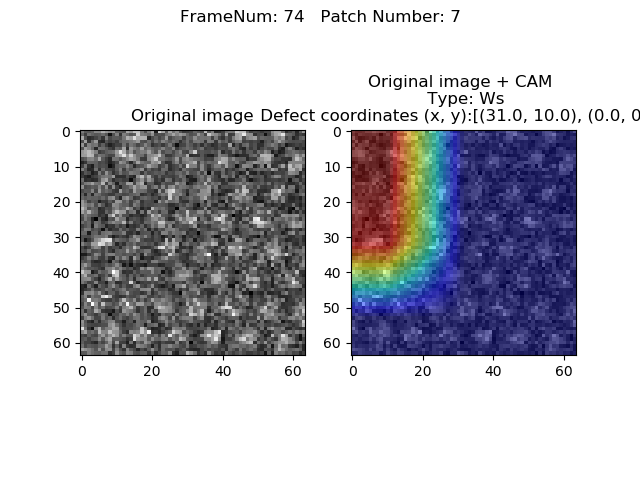 FrameNum: 74   Patch Number: 7
Original image + CAM
Type: Ws
Original image Defect coordinates (x, y):[(31.0, 10.0), (0.0, 0
0 10 20 30 40 50 60
0 20 40 60
0 10 20 30 40 50 60
0 20 40 60